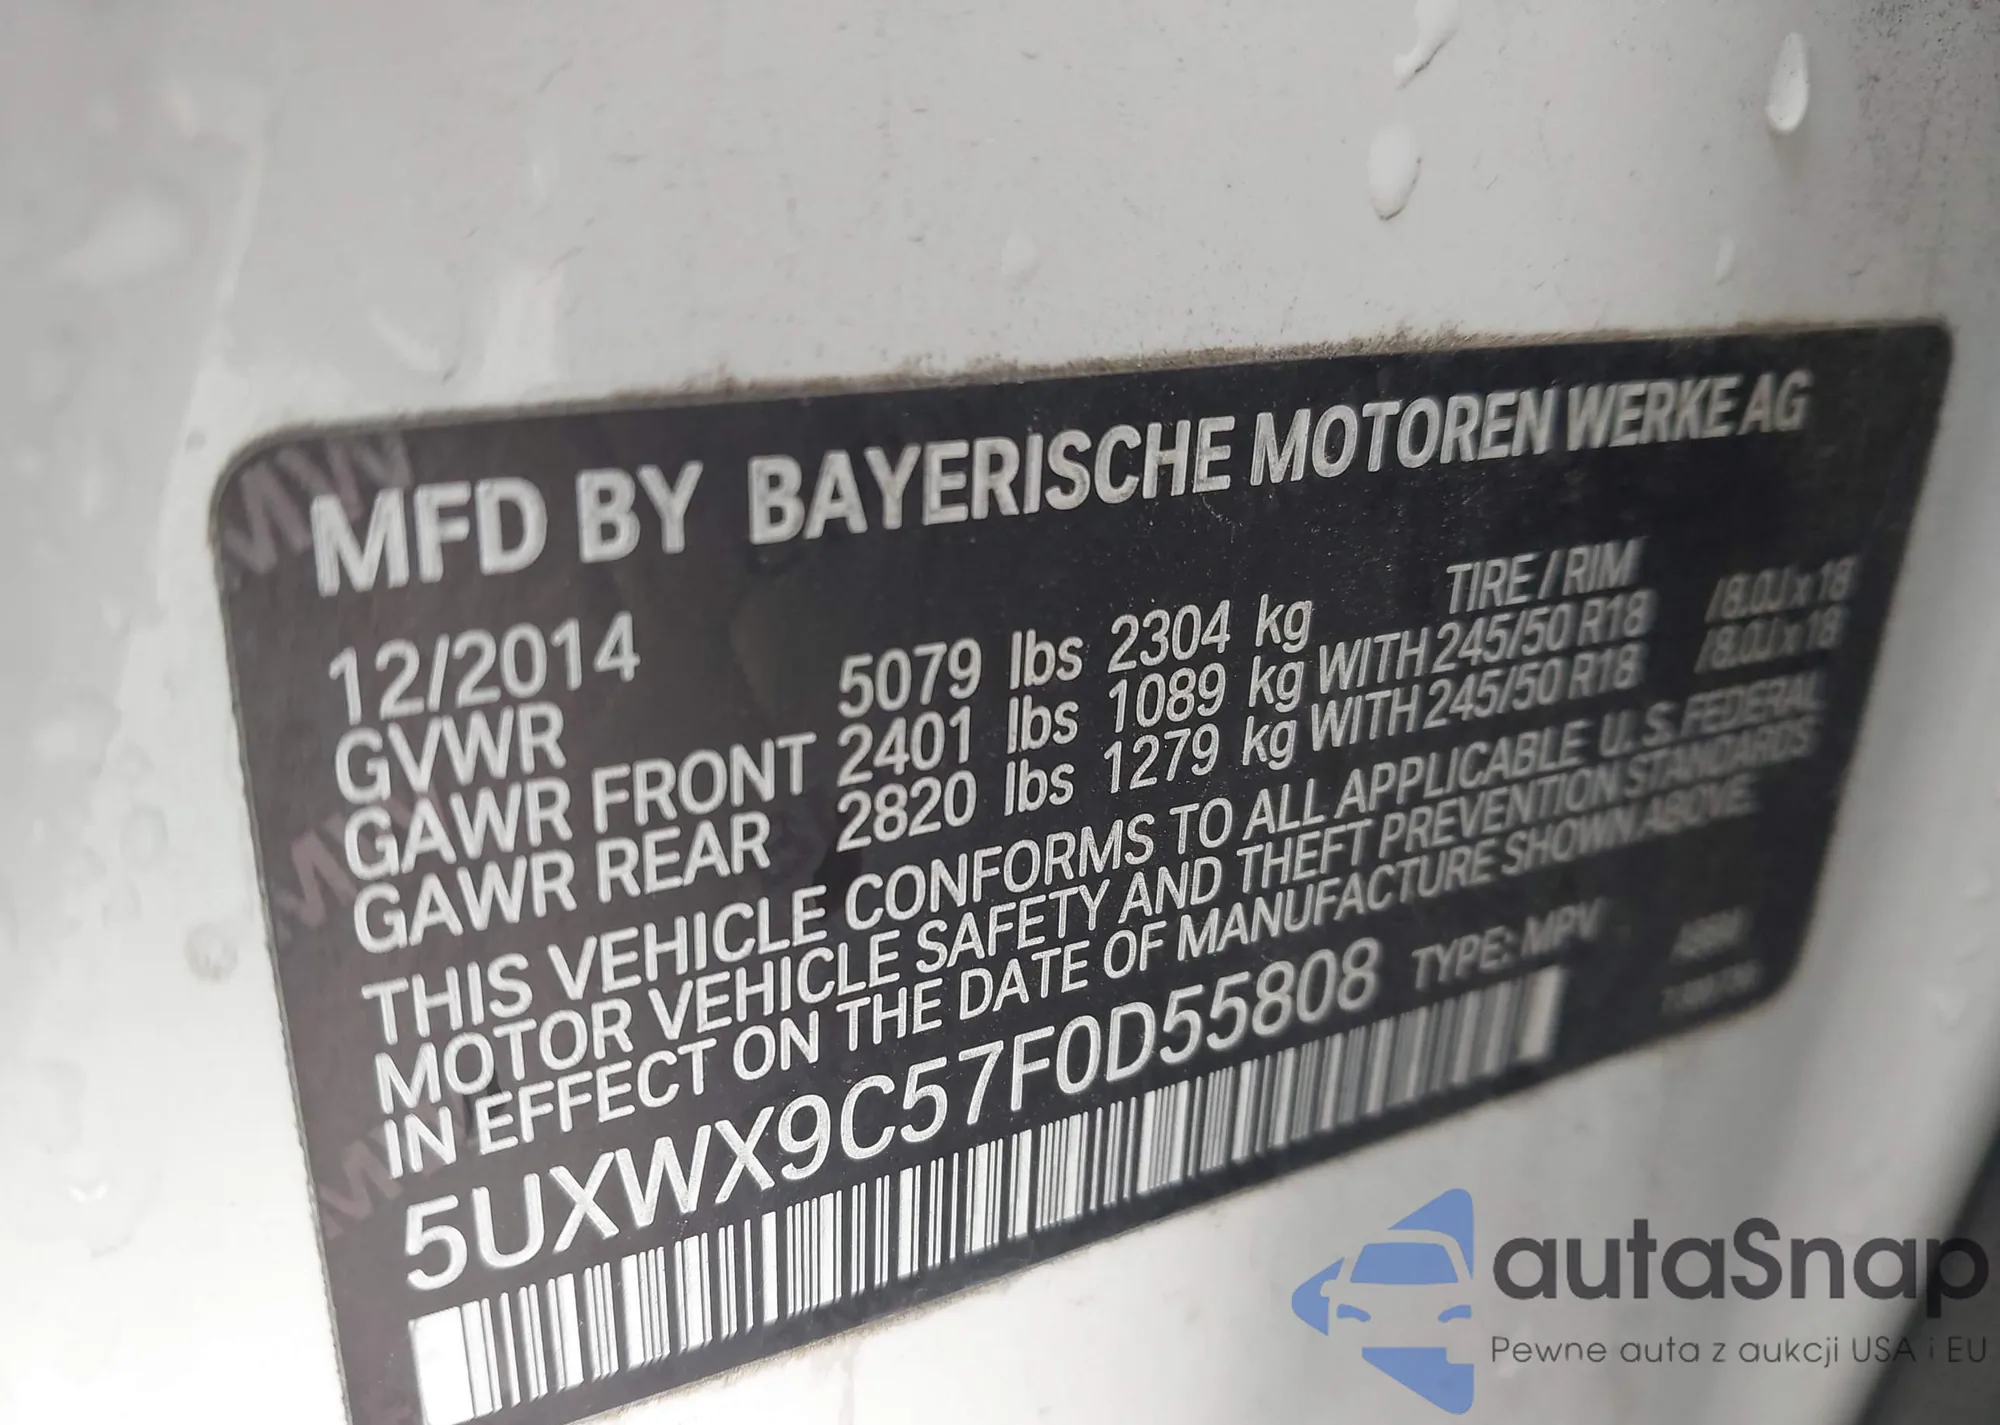 MFD BY BAYERISCHE MOTOREN WERKE AG
12/2014 TIRE / RIM
GVWR 5079 lbs 2304 kg
GAWR FRONT 2401 lbs 1089 kg WITH 245/50 R18 /8.0J x 18
GAWR REAR 2820 lbs 1279 kg WITH 245/50 R18 /8.0J x 18
THIS VEHICLE CONFORMS TO ALL APPLICABLE U.S. FEDERAL
MOTOR VEHICLE SAFETY AND THEFT PREVENTION STANDARDS
IN EFFECT ON THE DATE OF MANUFACTURE SHOWN ABOVE.
5UXWX9C57F0D55808 TYPE: MPV
autaSnap
Pewne auta z aukcji USA i EU